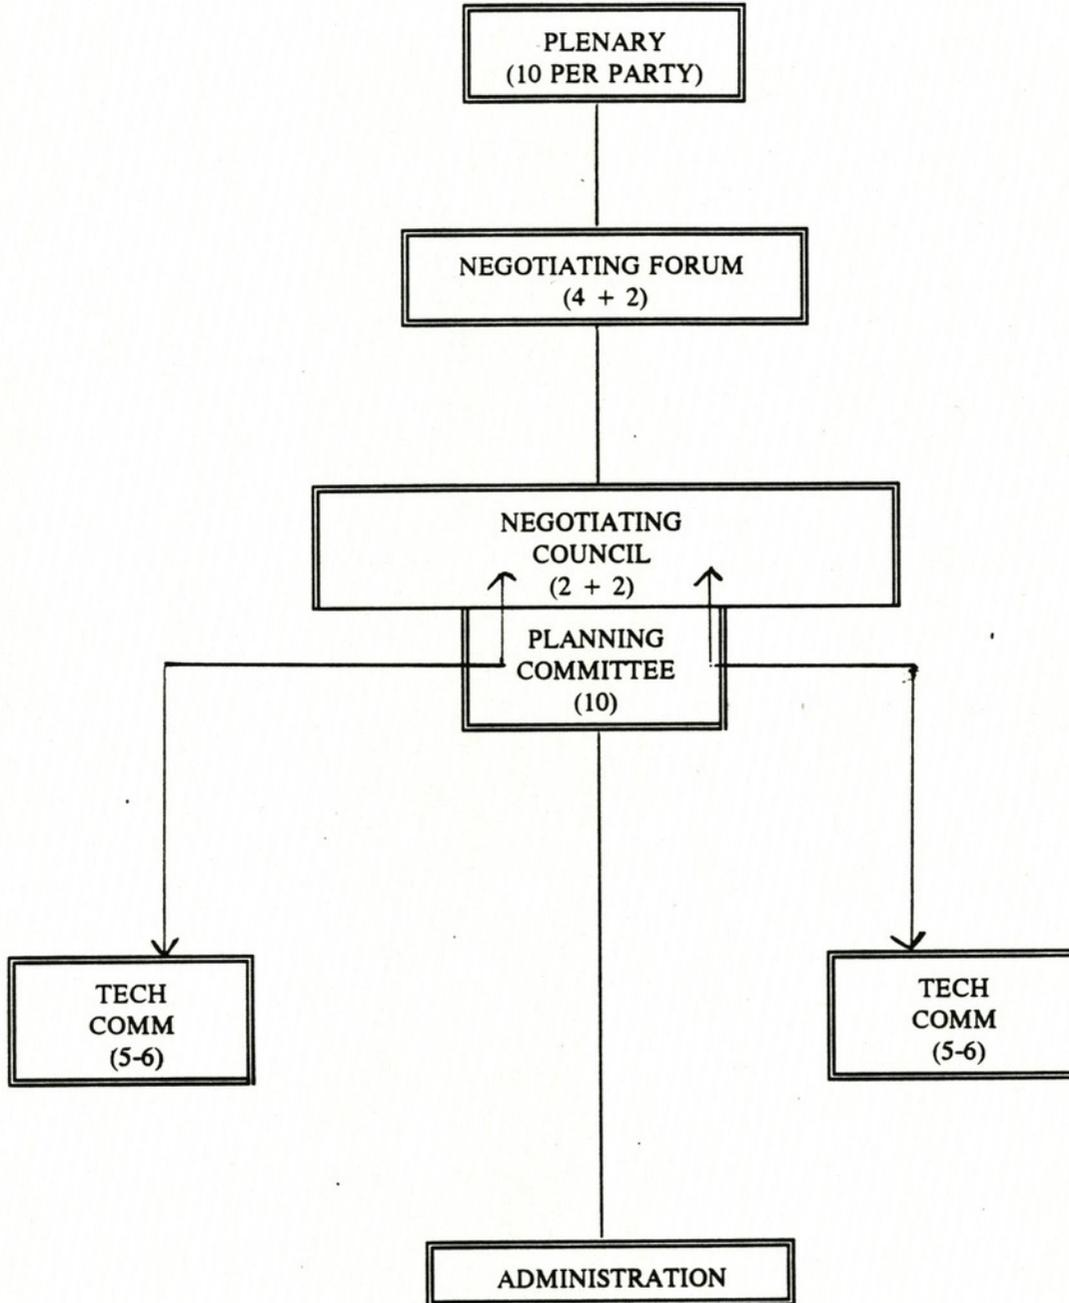 PLENARY
(10 PER PARTY)
NEGOTIATING FORUM
(4 + 2)
NEGOTIATING
COUNCIL
(2 + 2)
PLANNING
COMMITTEE
(10)
TECH
COMM
(5-6)
TECH
COMM
(5-6)
ADMINISTRATION